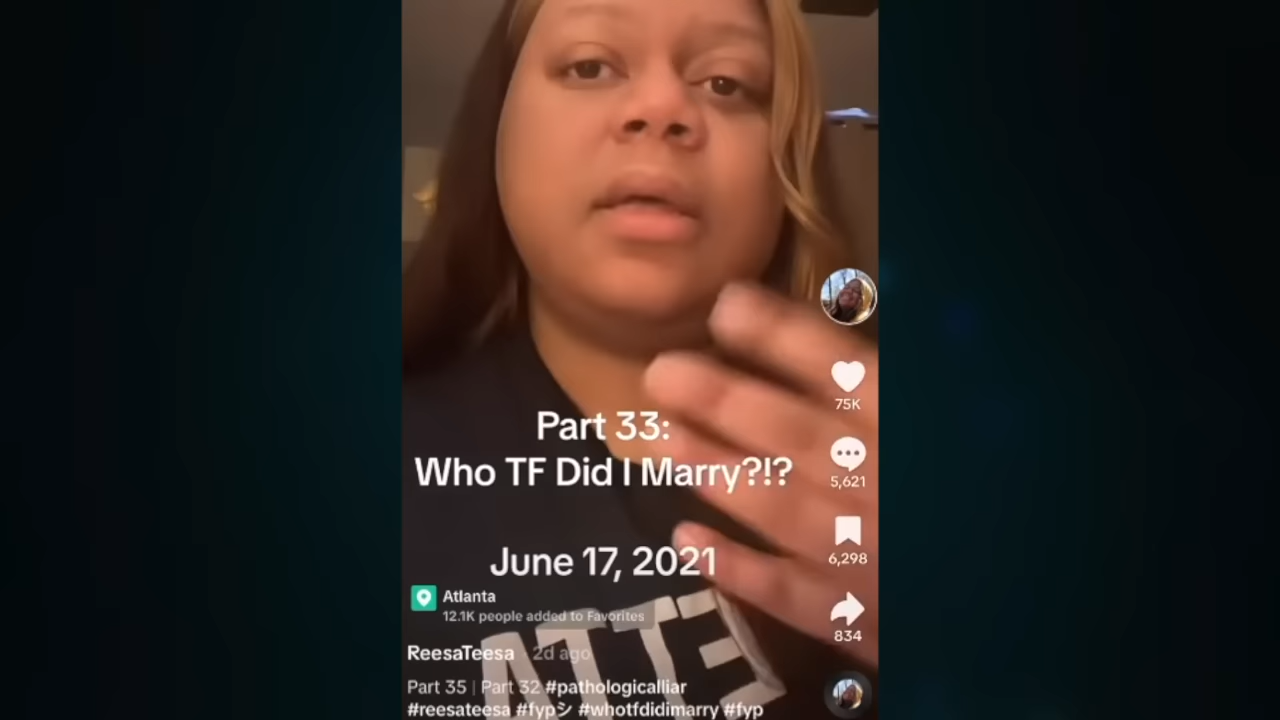 Part 33:
Who TF Did I Marry?!?
June 17, 2021
75K
5,621
6,298
834
Atlanta
12.1K people added to Favorites
ReesaTeesa · 2d ago
Part 35 | Part 32 #pathologicalliar
#reesateesa #fypシ #whotfdidimarry #fyp